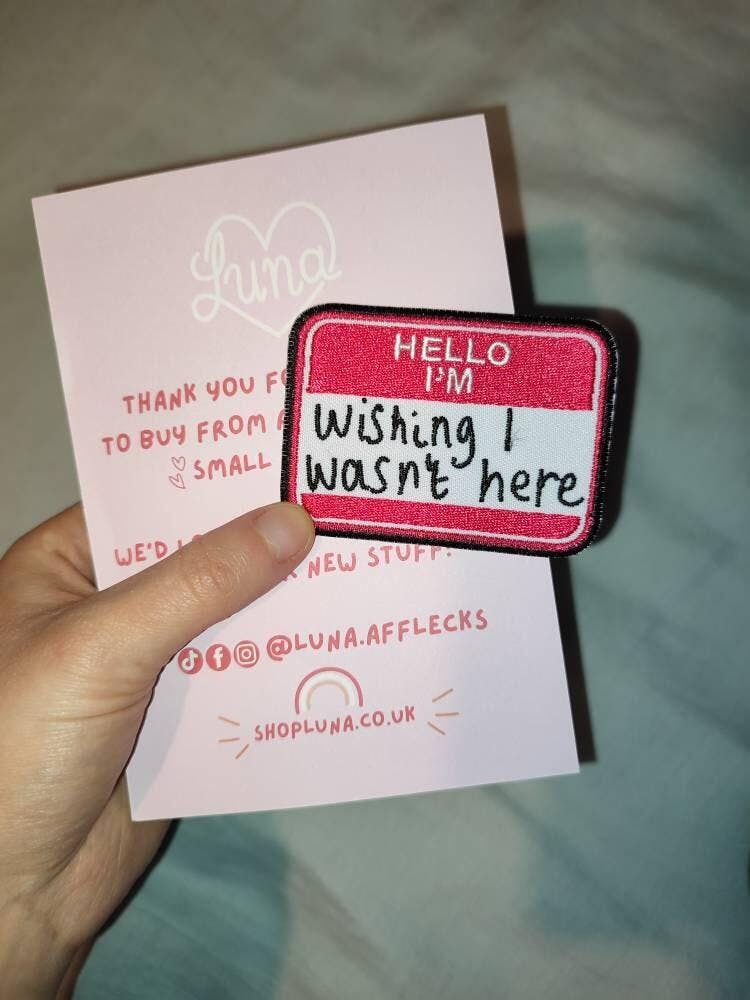 Luna
THANK YOU
TO BUY FROM
SMALL
HELLO
I'M
Wishing I
wasn't here
WE'D
NEW STUFF!
@LUNA.AFFLECKS
SHOPLUNA.CO.UK